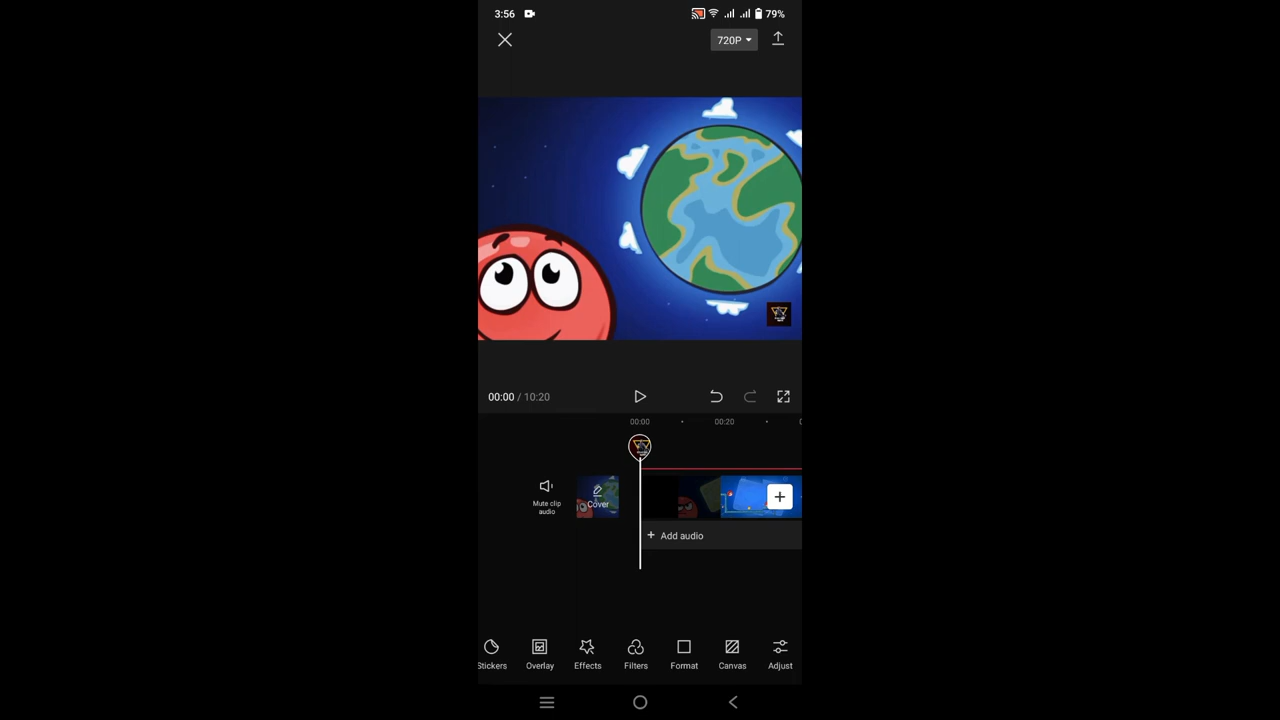 3:56
79%
720P
00:00 / 10:20
00:00
00:20
Mute clip
audio
Cover
+ Add audio
Stickers
Overlay
Effects
Filters
Format
Canvas
Adjust